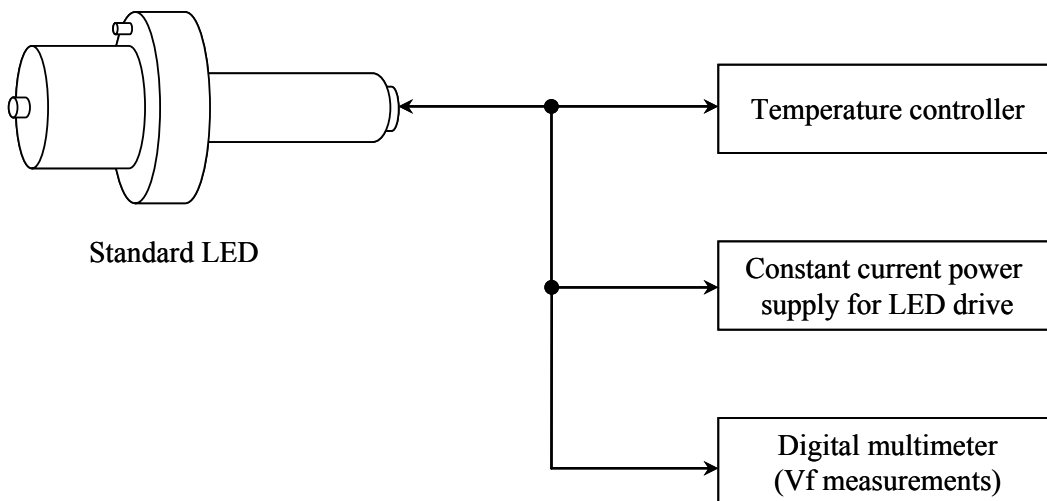 Temperature controller
Standard LED
Constant current power
supply for LED drive
Digital multimeter
(Vf measurements)